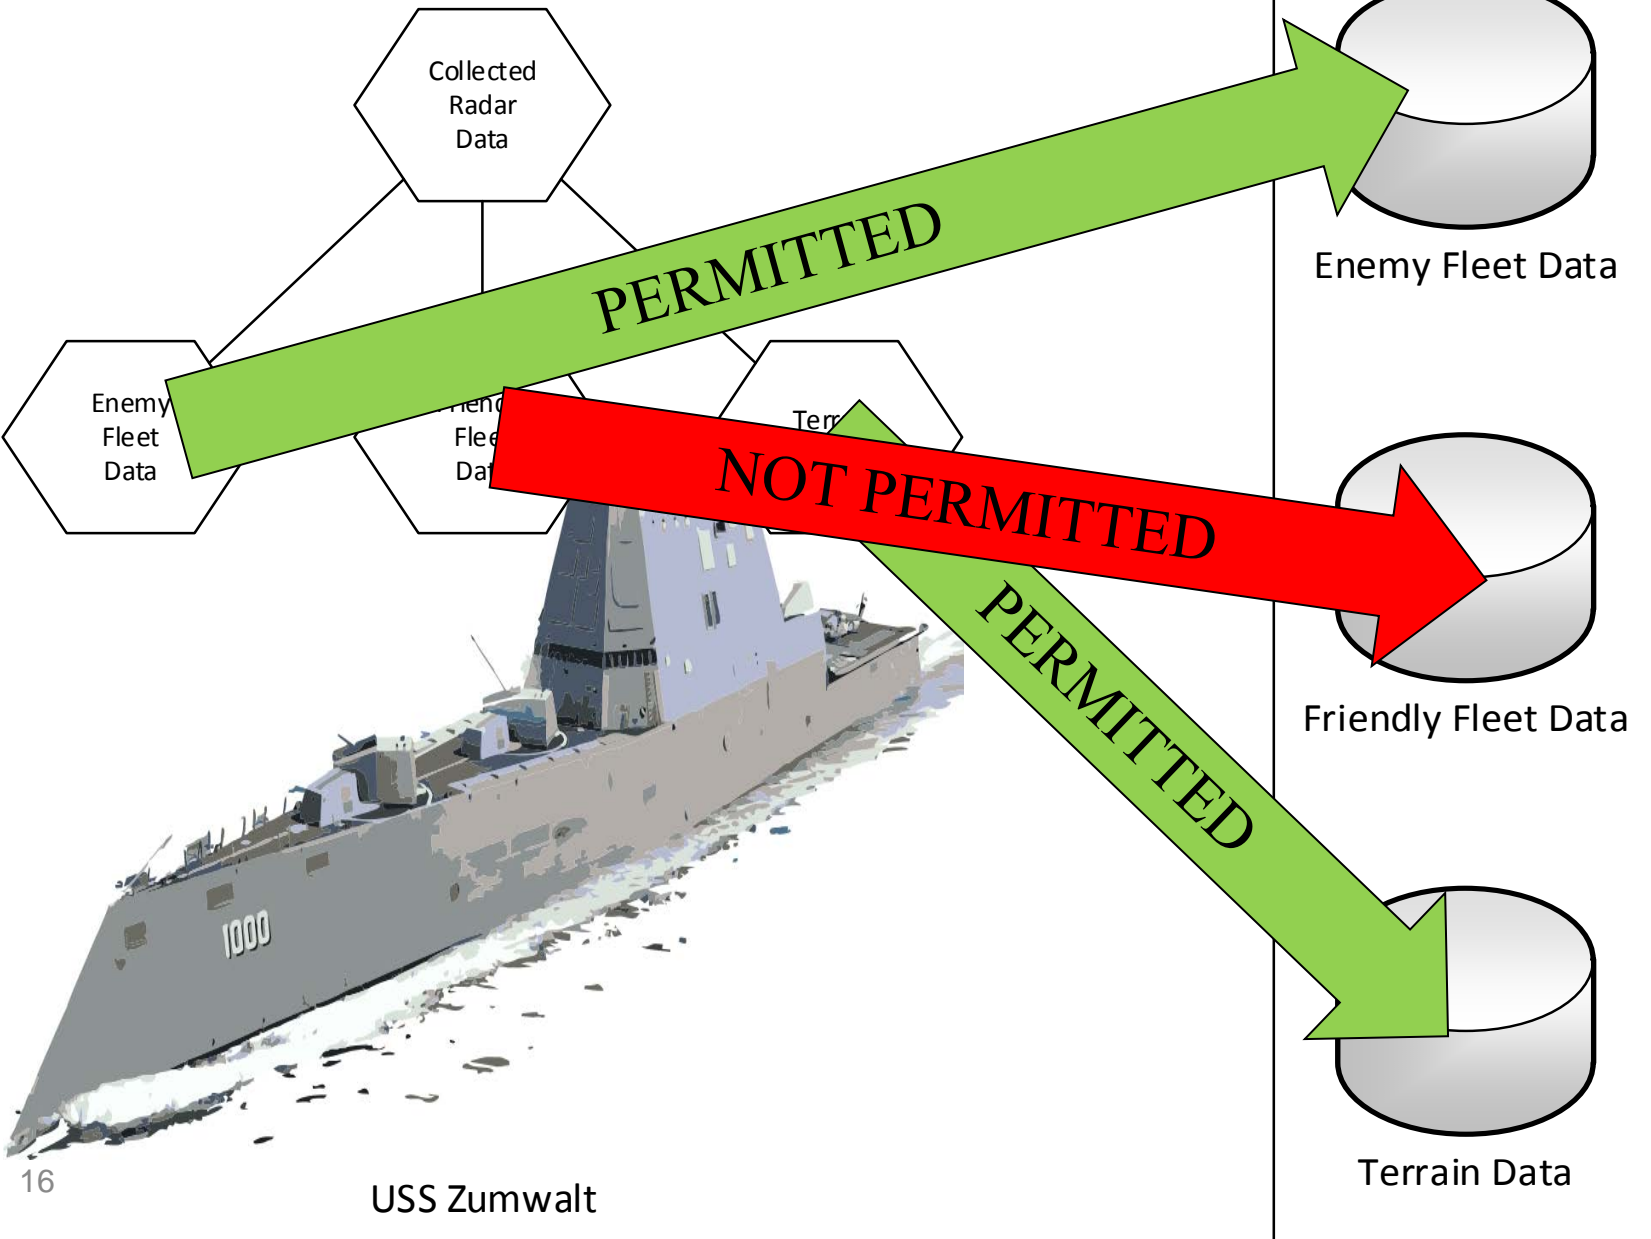 Collected
Radar
Data
PERMITTED
Enemy Fleet Data
Enemy
Fleet
Data
NOT PERMITTED
PERMITTED
Friendly Fleet Data
1000
Terrain Data
16
USS Zumwalt